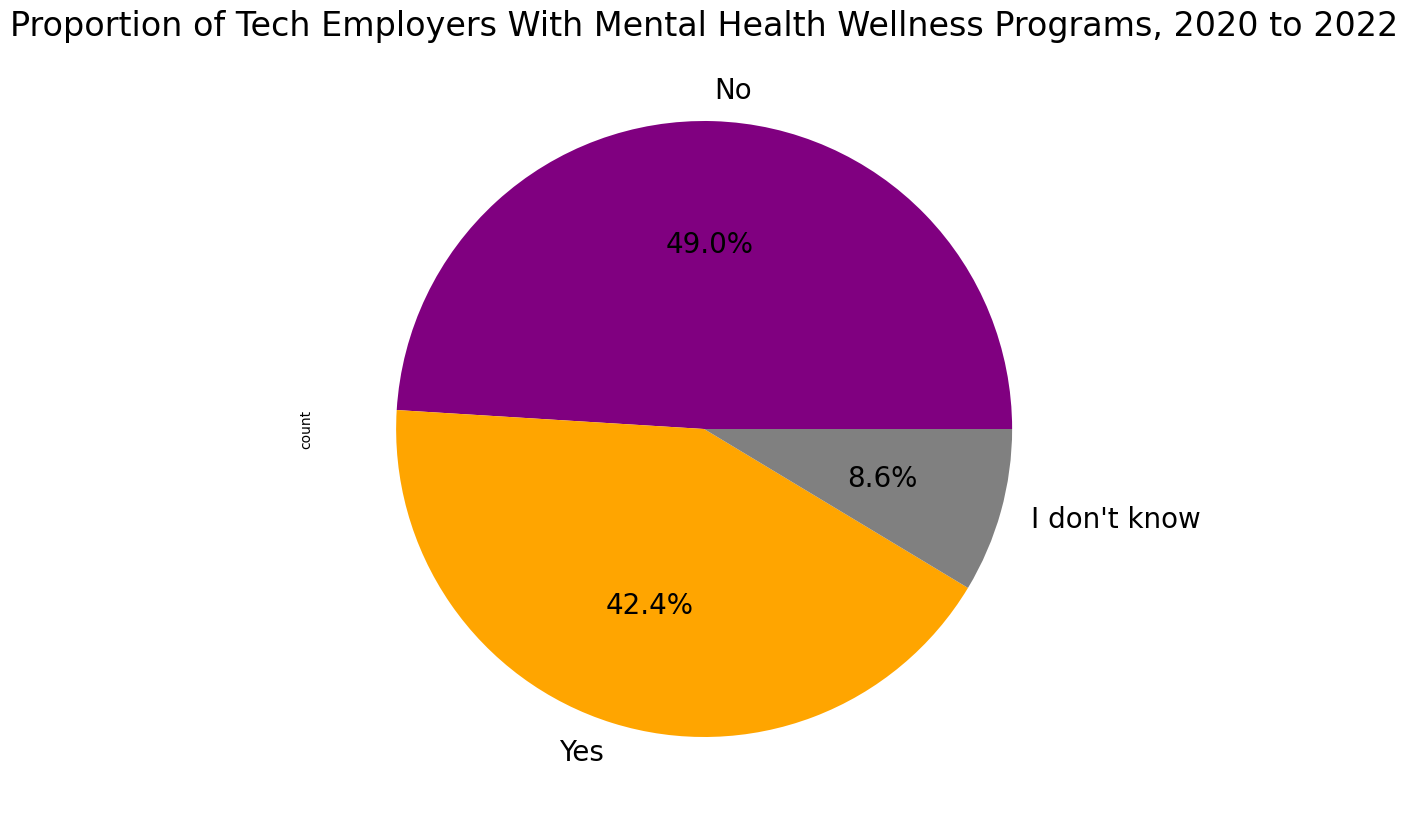 Proportion of Tech Employers With Mental Health Wellness Programs, 2020 to 2022
No
49.0%
count
8.6%
I don't know
42.4%
Yes